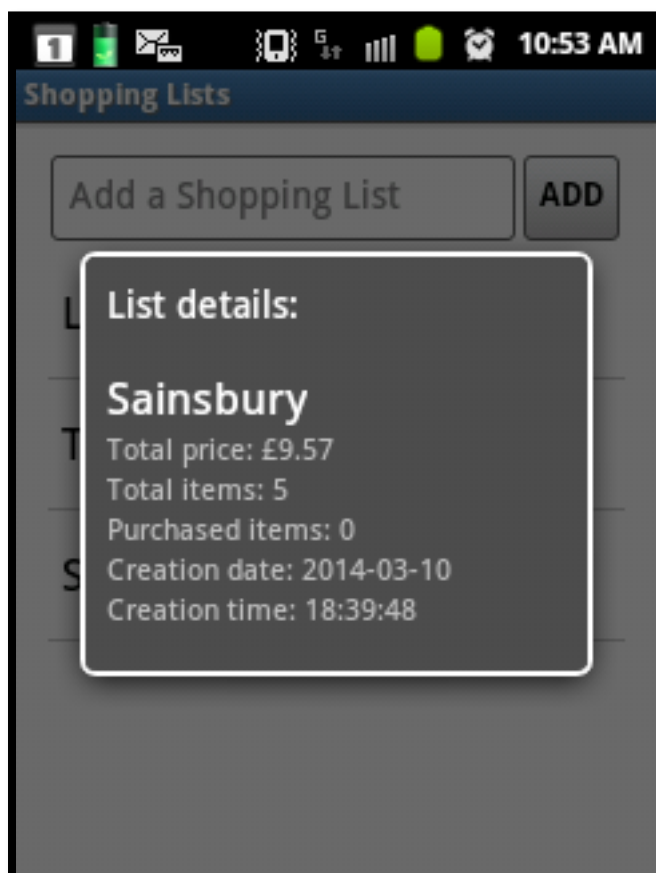 1 G 10:53 AM
Shopping Lists
Add a Shopping List ADD
L
List details:
T
Sainsbury
Total price: £9.57
Total items: 5
Purchased items: 0
S
Creation date: 2014-03-10
Creation time: 18:39:48